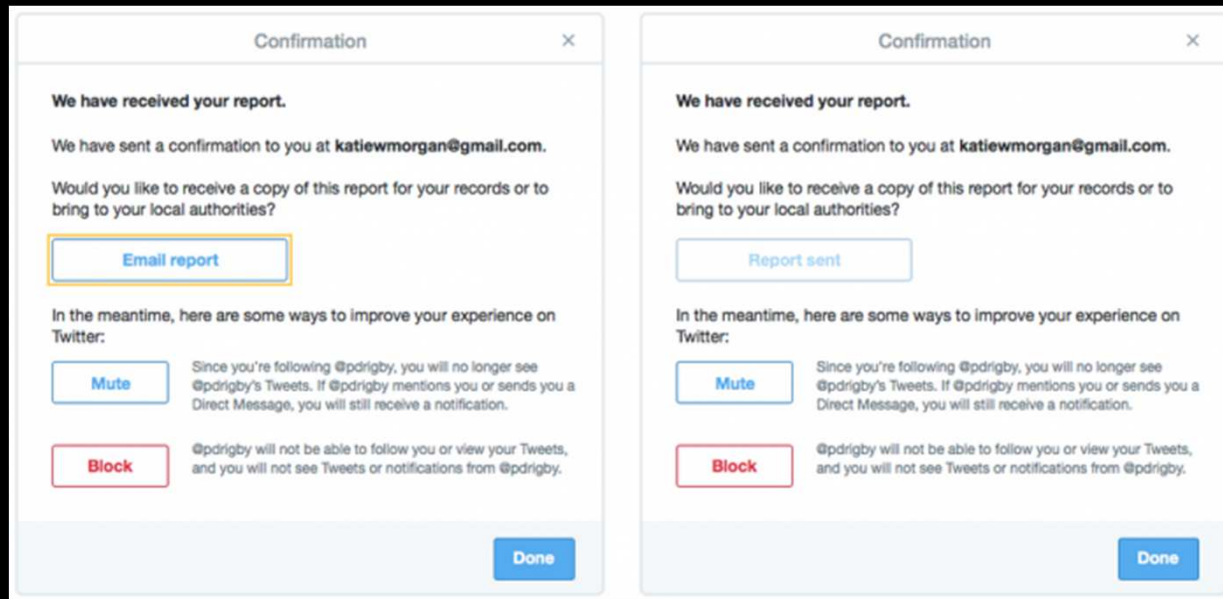 Confirmation ×
We have received your report.
We have sent a confirmation to you at katiewmorgan@gmail.com.
Would you like to receive a copy of this report for your records or to
bring to your local authorities?
Email report
In the meantime, here are some ways to improve your experience on
Twitter:
Mute
Since you're following @pdrigby, you will no longer see
@pdrigby's Tweets. If @pdrigby mentions you or sends you a
Direct Message, you will still receive a notification.
Block
@pdrigby will not be able to follow you or view your Tweets,
and you will not see Tweets or notifications from @pdrigby.
Done
Confirmation ×
We have received your report.
We have sent a confirmation to you at katiewmorgan@gmail.com.
Would you like to receive a copy of this report for your records or to
bring to your local authorities?
Report sent
In the meantime, here are some ways to improve your experience on
Twitter:
Mute
Since you're following @pdrigby, you will no longer see
@pdrigby's Tweets. If @pdrigby mentions you or sends you a
Direct Message, you will still receive a notification.
Block
@pdrigby will not be able to follow you or view your Tweets,
and you will not see Tweets or notifications from @pdrigby.
Done